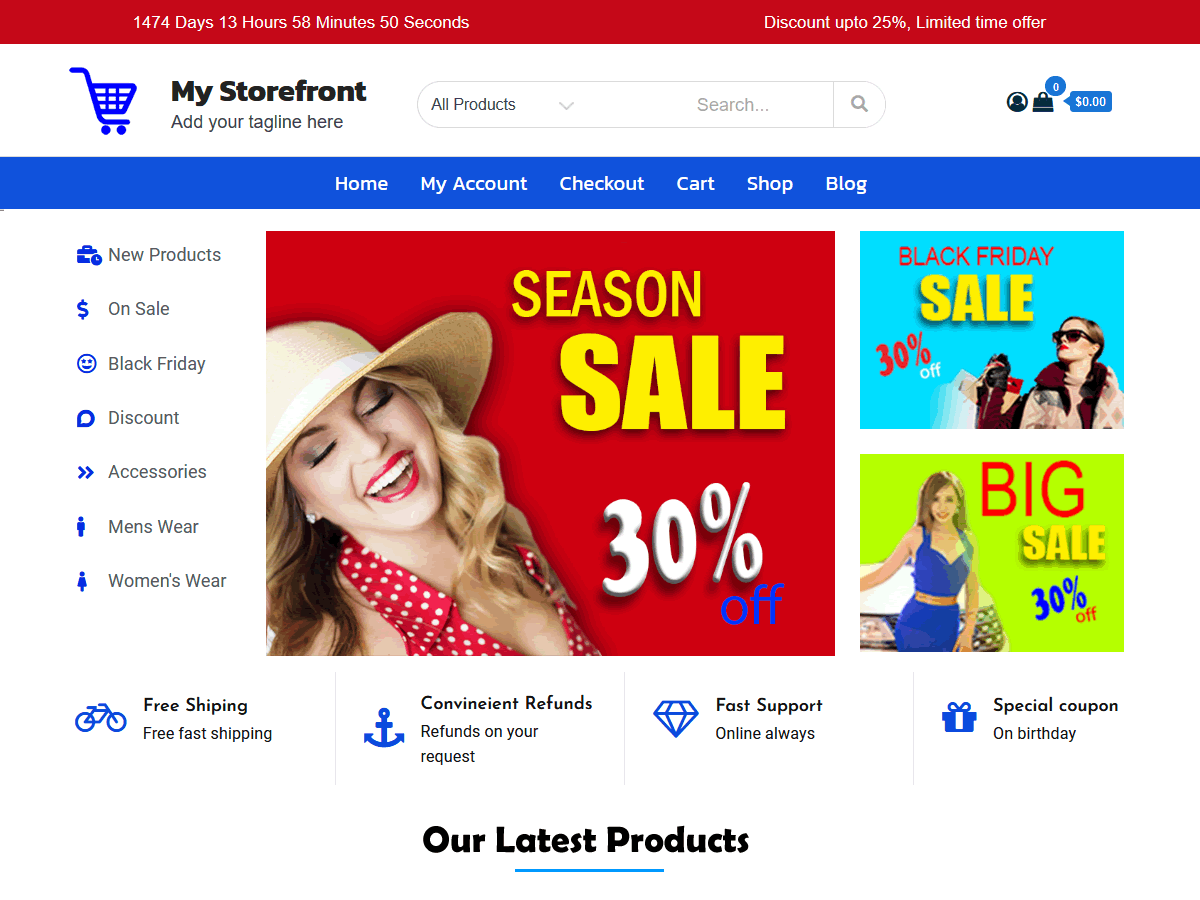 1474 Days 13 Hours 58 Minutes 50 Seconds
Discount upto 25%, Limited time offer
My Storefront
Add your tagline here
All Products
Search...
0
$0.00
Home
My Account
Checkout
Cart
Shop
Blog
New Products
On Sale
Black Friday
Discount
Accessories
Mens Wear
Women's Wear
SEASON
SALE
30%
off
BLACK FRIDAY
SALE
30%
off
BIG
SALE
30%
off
Free Shiping
Free fast shipping
Convineient Refunds
Refunds on your
request
Fast Support
Online always
Special coupon
On birthday
Our Latest Products